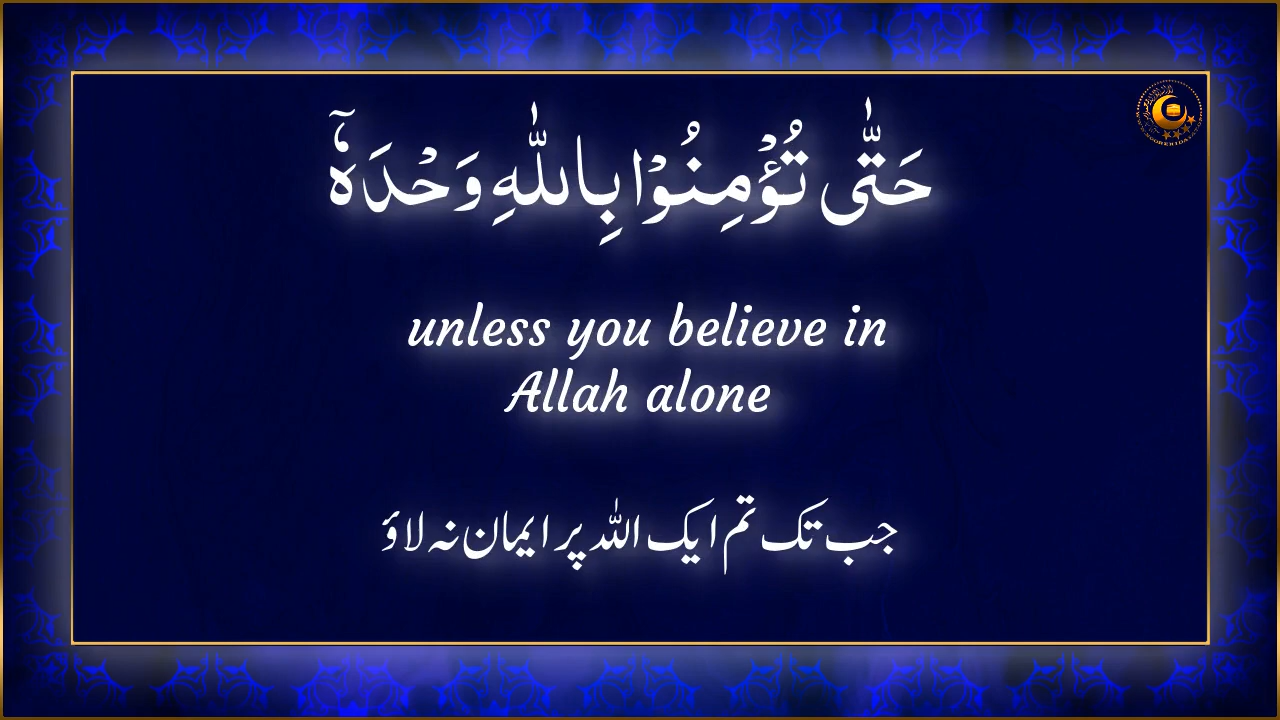 حَتّٰى تُؤْمِنُوْا بِاللّٰهِ وَحْدَهٗۤ
unless you believe in
Allah alone
جب تک تم ایک اللہ پر ایمان نہ لاؤ